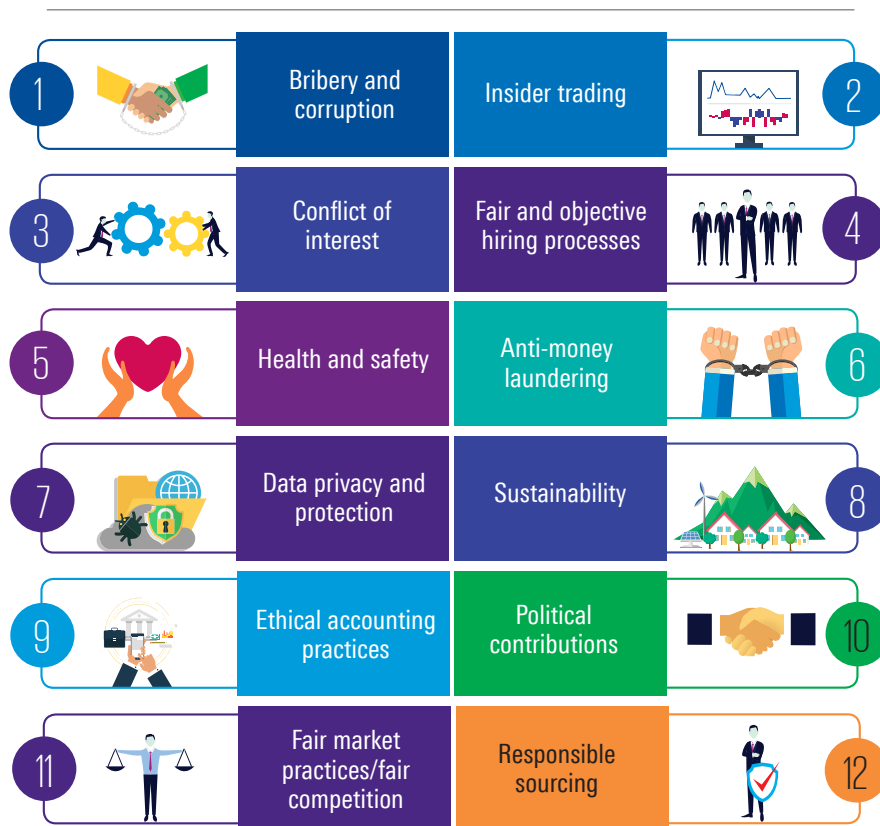 1
Bribery and
corruption
Insider trading
2
3
Conflict of
interest
Fair and objective
hiring processes
4
5
Health and safety
Anti-money
laundering
6
7
Data privacy and
protection
Sustainability
8
9
Ethical accounting
practices
Political
contributions
10
11
Fair market
practices/fair
competition
Responsible
sourcing
12